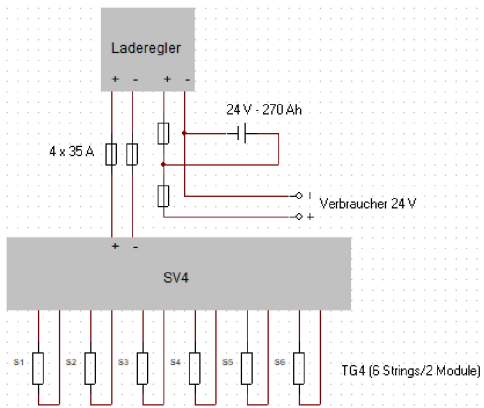 Laderegler
+ - + -
24 V - 270 Ah
4 x 35 A
-
Verbraucher 24 V
+
+ -
SV4
S1 S2 S3 S4 S5 S6
TG4 (6 Strings/2 Module)